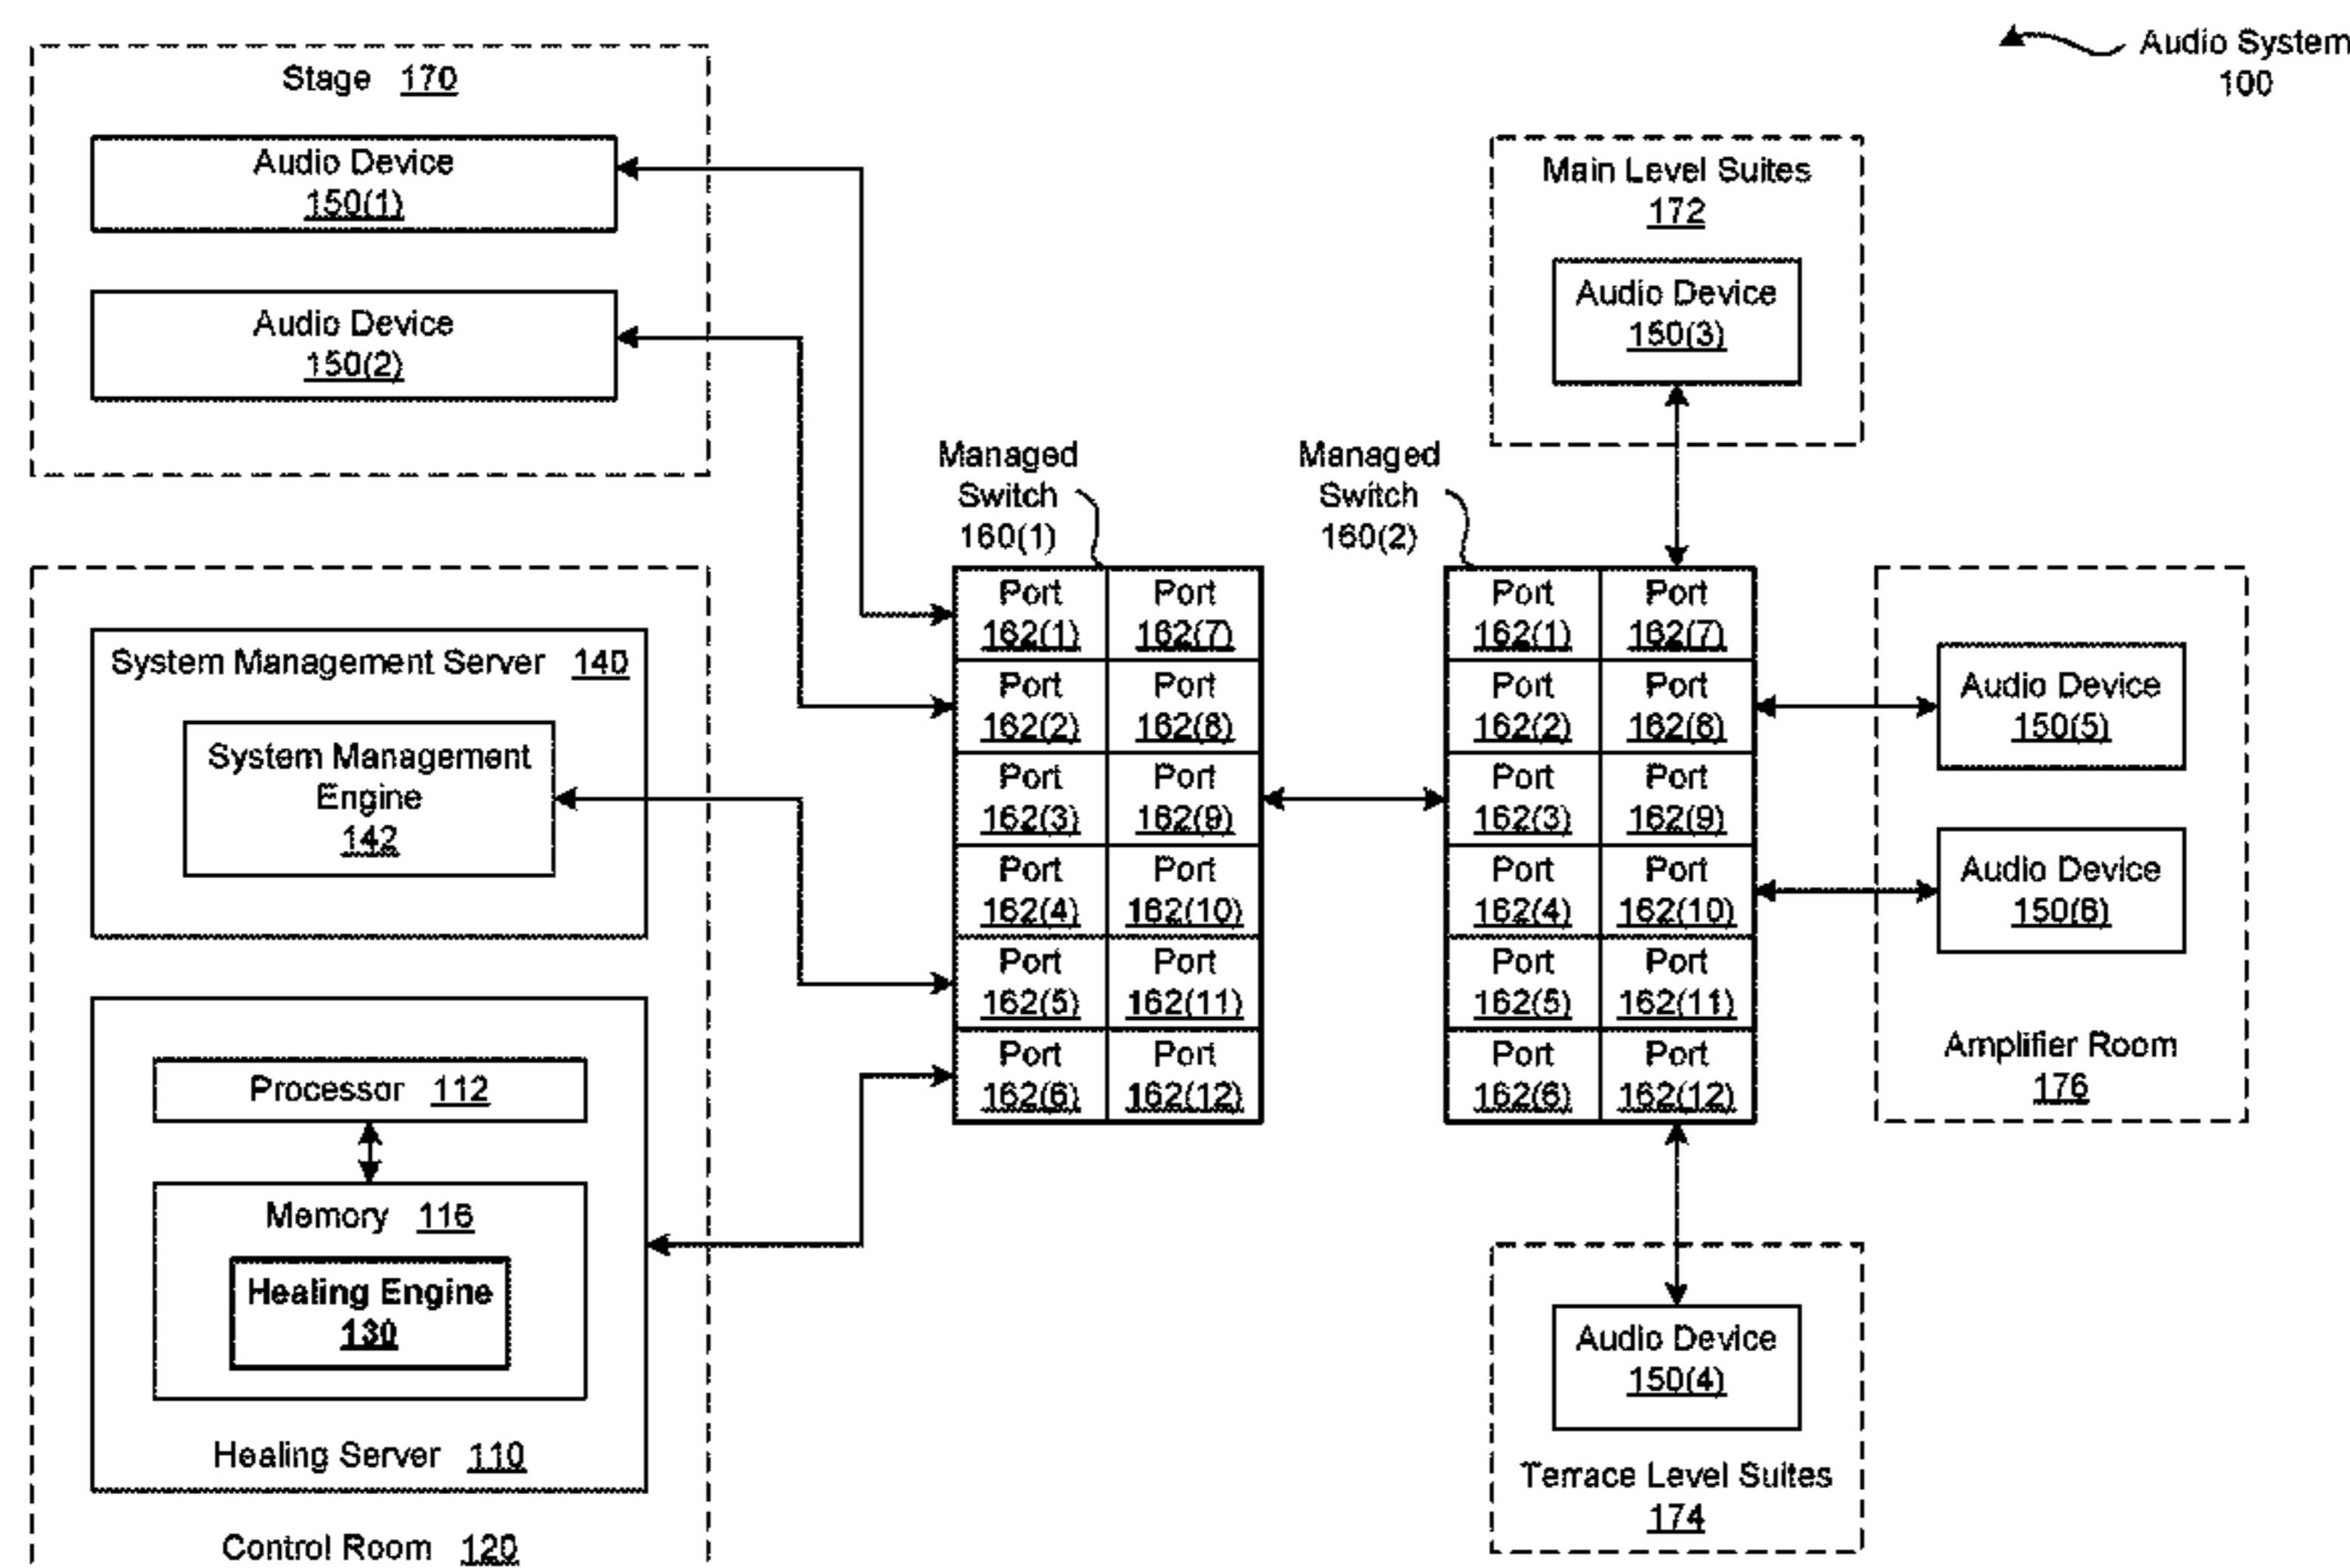 Audio System
100
Stage 170
Audio Device
150(1)
Audio Device
150(2)
Main Level Suites
172
Audio Device
150(3)
Managed
Switch
160(1)
Managed
Switch
160(2)
System Management Server 140
System Management
Engine
142
Port
162(1)
Port
162(7)
Port
162(2)
Port
162(8)
Port
162(3)
Port
162(9)
Port
162(4)
Port
162(10)
Port
162(5)
Port
162(11)
Port
162(6)
Port
162(12)
Port
162(1)
Port
162(7)
Port
162(2)
Port
162(8)
Port
162(3)
Port
162(9)
Port
162(4)
Port
162(10)
Port
162(5)
Port
162(11)
Port
162(6)
Port
162(12)
Audio Device
150(5)
Audio Device
150(6)
Amplifier Room
176
Processor 112
Memory 116
Healing Engine
130
Healing Server 110
Control Room 120
Audio Device
150(4)
Terrace Level Suites
174